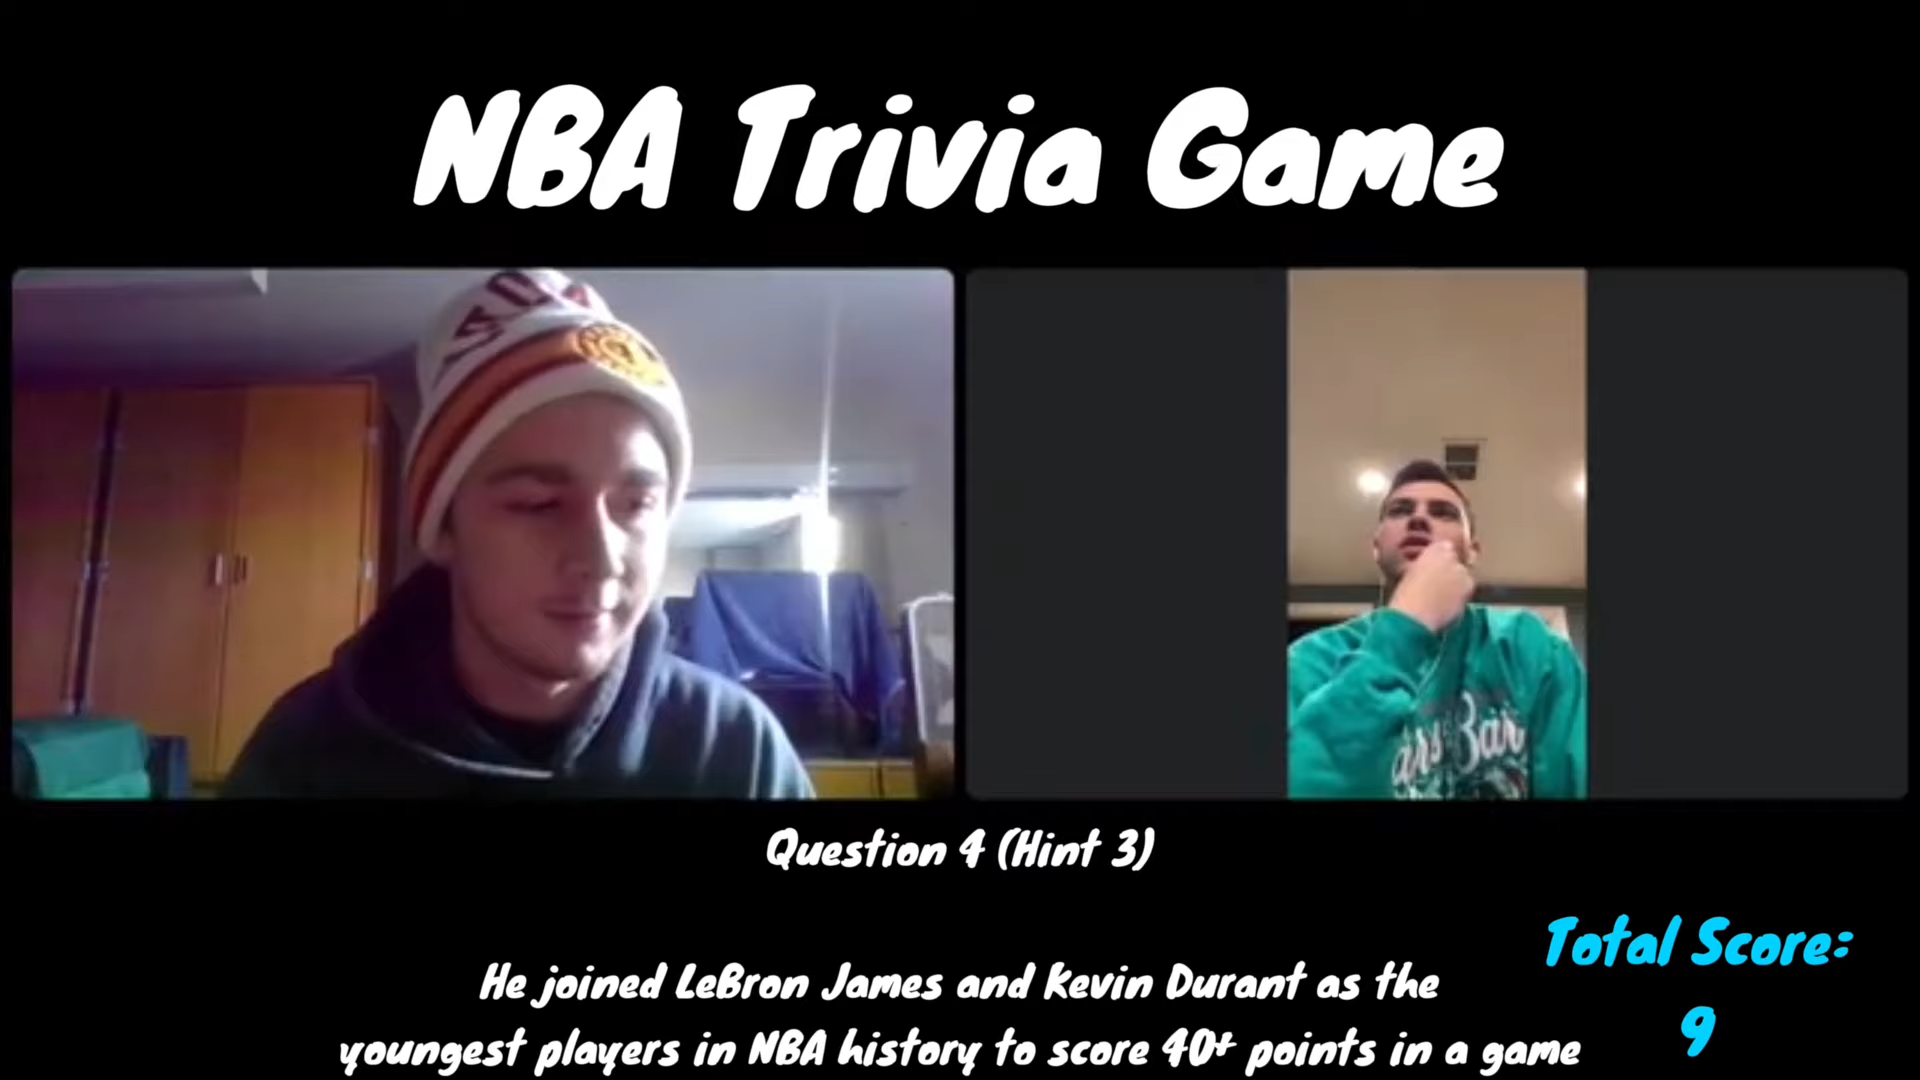 NBA Trivia Game
Question 4 (Hint 3)
Total Score:
9
He joined LeBron James and Kevin Durant as the
youngest players in NBA history to score 40+ points in a game